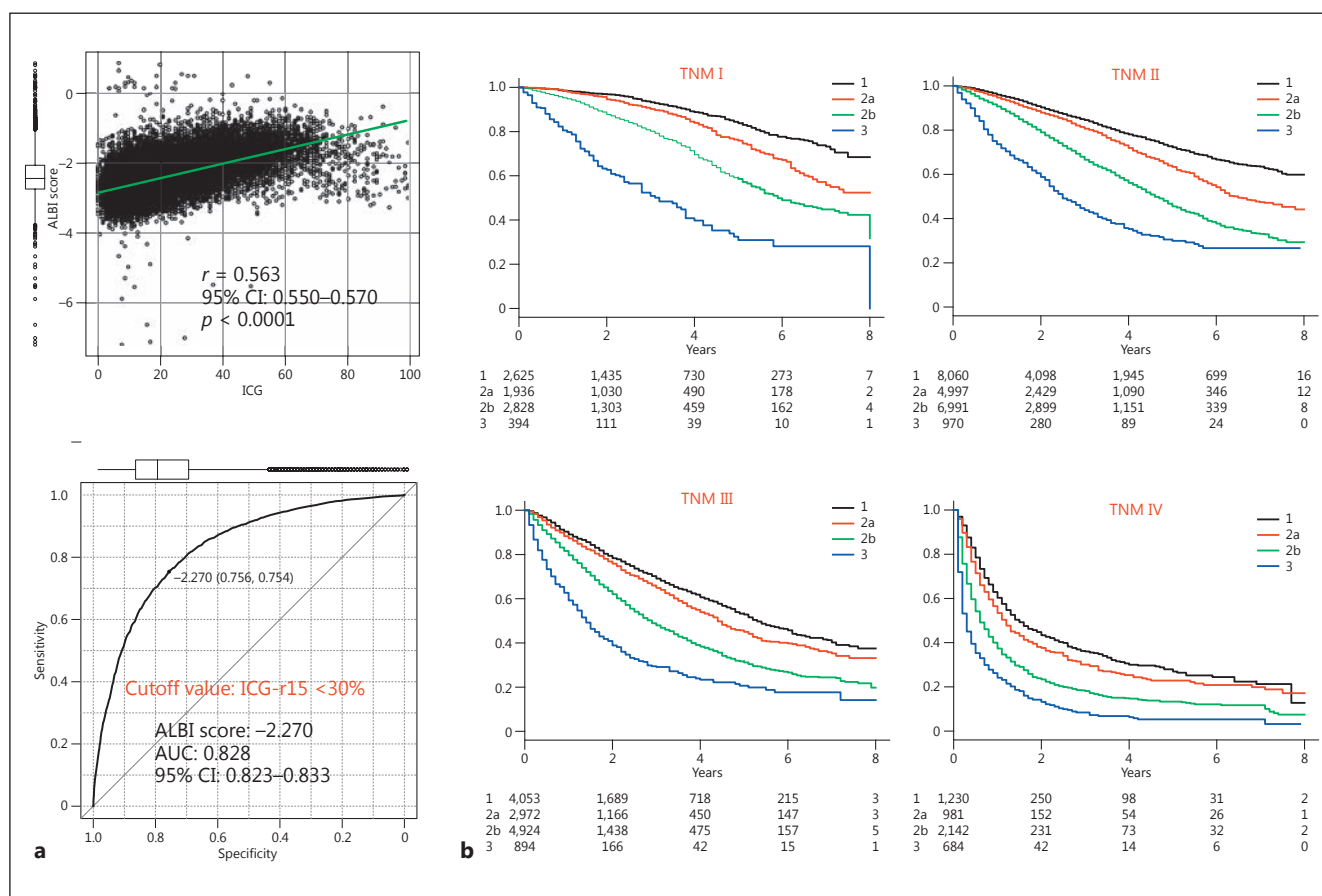 0
−2
−4
−6
ALBI score
r = 0.563
95% CI: 0.550–0.570
p < 0.0001
0 20 40 60 80 100
ICG
1.0
0.8
0.6
0.4
0.2
0
Sensitivity
−2.270 (0.756, 0.754)
Cutoff value: ICG-r15 <30%
ALBI score: −2.270
AUC: 0.828
95% CI: 0.823–0.833
1.0 0.8 0.6 0.4 0.2 0
Specificity
a
TNM I
1
2a
2b
3
1.0
0.8
0.6
0.4
0.2
0
0 2 4 6 8
Years
1 2,625 1,435 730 273 7
2a 1,936 1,030 490 178 2
2b 2,828 1,303 459 162 4
3 394 111 39 10 1
TNM II
1
2a
2b
3
1.0
0.8
0.6
0.4
0.2
0
0 2 4 6 8
Years
1 8,060 4,098 1,945 699 16
2a 4,997 2,429 1,090 346 12
2b 6,991 2,899 1,151 339 8
3 970 280 89 24 0
TNM III
1
2a
2b
3
1.0
0.8
0.6
0.4
0.2
0
0 2 4 6 8
Years
1 4,053 1,689 718 215 3
2a 2,972 1,166 450 147 3
2b 4,924 1,438 475 157 5
3 894 166 42 15 1
TNM IV
1
2a
2b
3
1.0
0.8
0.6
0.4
0.2
0
0 2 4 6 8
Years
1 1,230 250 98 31 2
2a 981 152 54 26 1
2b 2,142 231 73 32 2
3 684 42 14 6 0
b